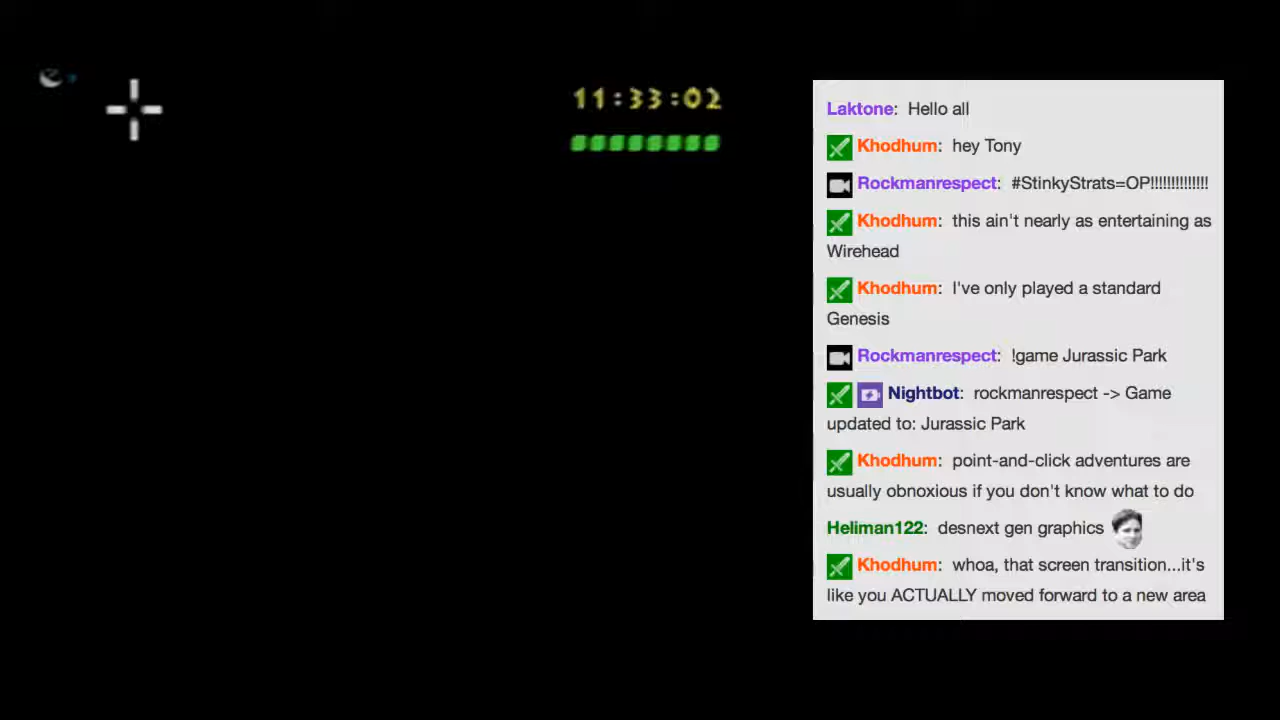 11:33:02
Laktone: Hello all
Khodhum: hey Tony
Rockmanrespect: #StinkyStrats=OP!!!!!!!!!!!!!!
Khodhum: this ain't nearly as entertaining as
Wirehead
Khodhum: I've only played a standard
Genesis
Rockmanrespect: !game Jurassic Park
Nightbot: rockmanrespect -> Game
updated to: Jurassic Park
Khodhum: point-and-click adventures are
usually obnoxious if you don't know what to do
Heliman122: desnext gen graphics
Khodhum: whoa, that screen transition...it's
like you ACTUALLY moved forward to a new area